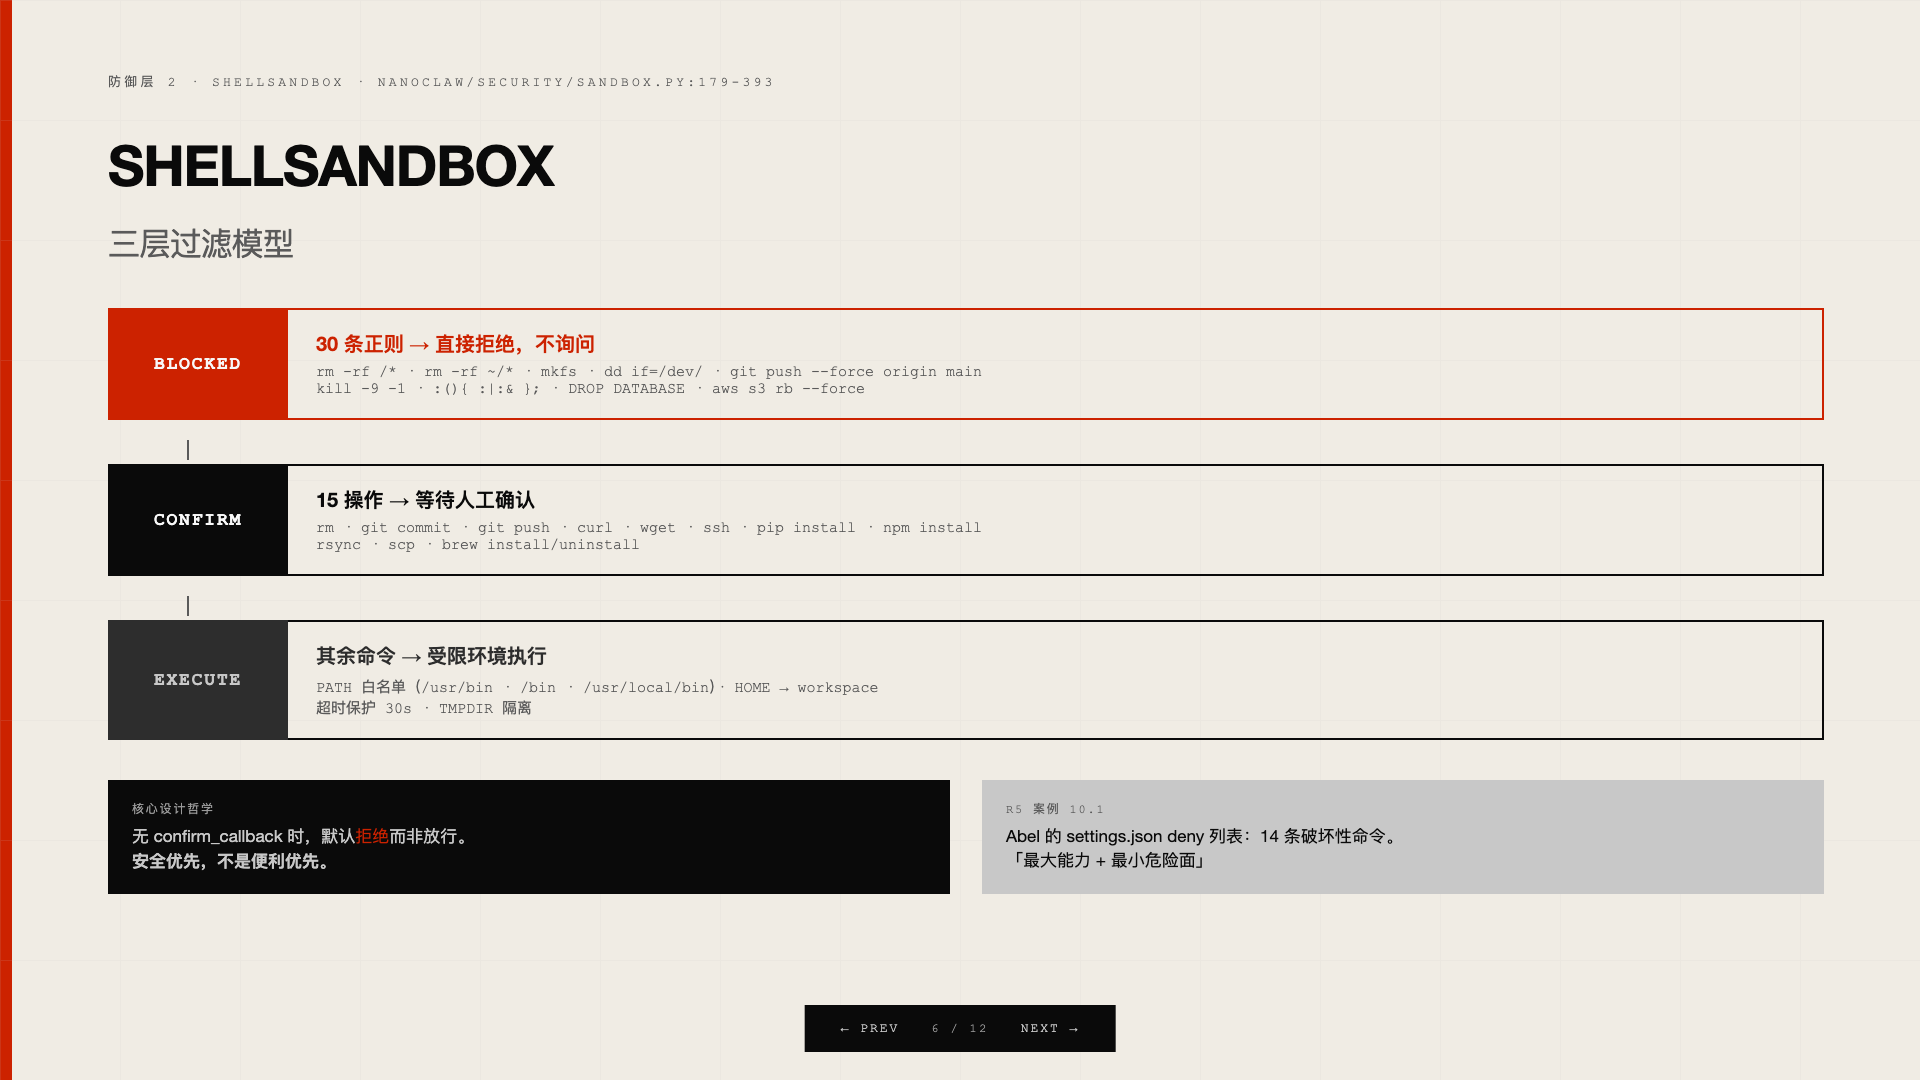 防御层 2 · SHELLSANDBOX · NANOCLAW/SECURITY/SANDBOX.PY:179-393
SHELLSANDBOX
三层过滤模型
BLOCKED
30 条正则 → 直接拒绝，不询问
rm -rf /* · rm -rf ~/* · mkfs · dd if=/dev/ · git push --force origin main
kill -9 -1 · :(){ :|:& }; · DROP DATABASE · aws s3 rb --force
CONFIRM
15 操作 → 等待人工确认
rm · git commit · git push · curl · wget · ssh · pip install · npm install
rsync · scp · brew install/uninstall
EXECUTE
其余命令 → 受限环境执行
PATH 白名单 (/usr/bin · /bin · /usr/local/bin) · HOME → workspace
超时保护 30s · TMPDIR 隔离
核心设计哲学
无 confirm_callback 时，默认拒绝而非放行。
安全优先，不是便利优先。
R5 案例 10.1
Abel 的 settings.json deny 列表：14 条破坏性命令。
「最大能力 + 最小危险面」
← PREV 6 / 12 NEXT →